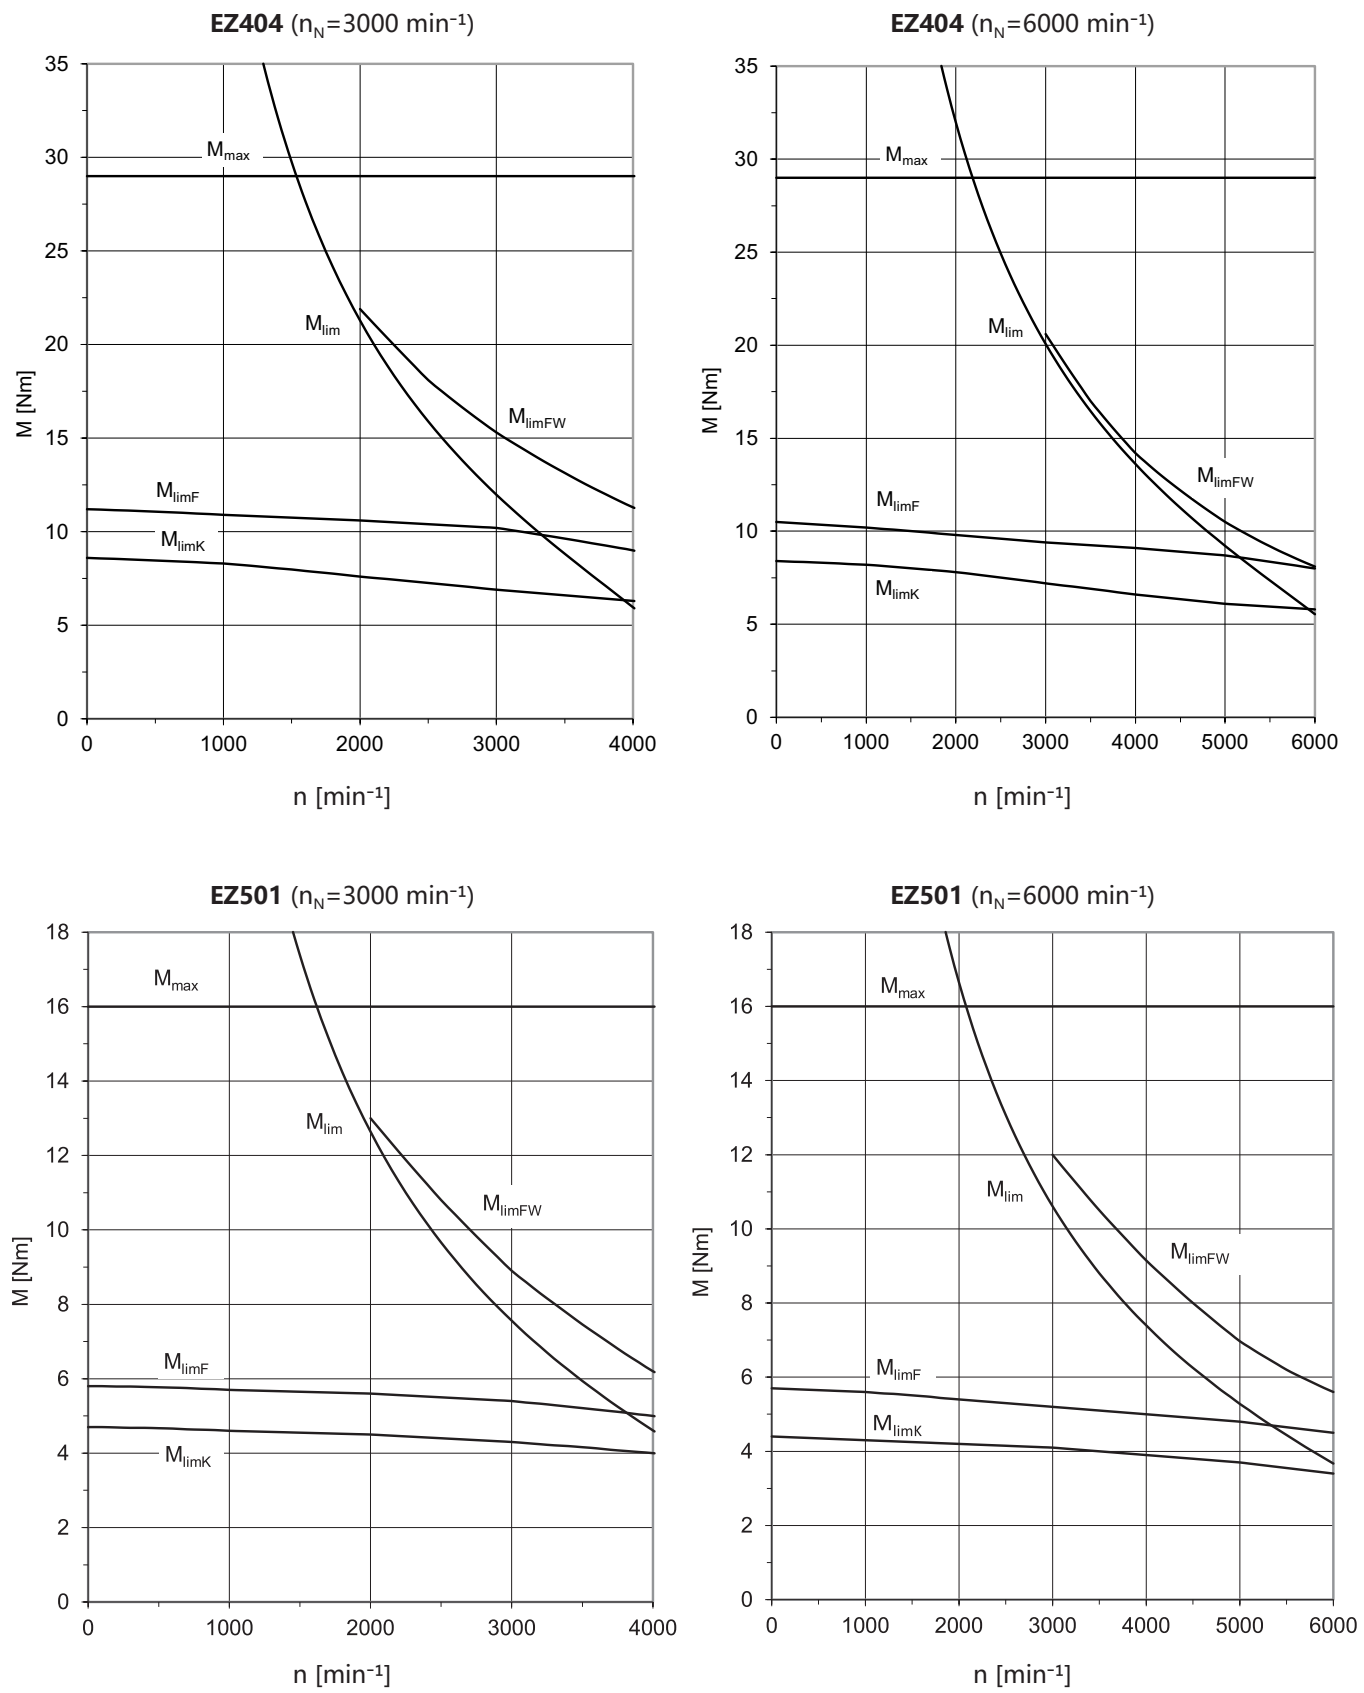 EZ404 (nN=3000 min⁻¹)
35
30
25
20
15
10
5
0
M [Nm]
Mmax
Mlim
MlimFW
MlimF
MlimK
0 1000 2000 3000 4000
n [min⁻¹]
EZ404 (nN=6000 min⁻¹)
35
30
25
20
15
10
5
0
M [Nm]
Mmax
Mlim
MlimFW
MlimF
MlimK
0 1000 2000 3000 4000 5000 6000
n [min⁻¹]
EZ501 (nN=3000 min⁻¹)
18
16
14
12
10
8
6
4
2
0
M [Nm]
Mmax
Mlim
MlimFW
MlimF
MlimK
0 1000 2000 3000 4000
n [min⁻¹]
EZ501 (nN=6000 min⁻¹)
18
16
14
12
10
8
6
4
2
0
M [Nm]
Mmax
Mlim
MlimFW
MlimF
MlimK
0 1000 2000 3000 4000 5000 6000
n [min⁻¹]